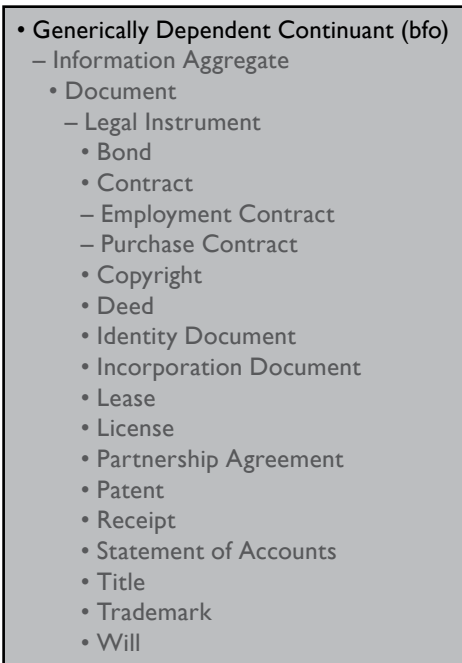 • Generically Dependent Continuant (bfo)
– Information Aggregate
• Document
– Legal Instrument
• Bond
• Contract
– Employment Contract
– Purchase Contract
• Copyright
• Deed
• Identity Document
• Incorporation Document
• Lease
• License
• Partnership Agreement
• Patent
• Receipt
• Statement of Accounts
• Title
• Trademark
• Will